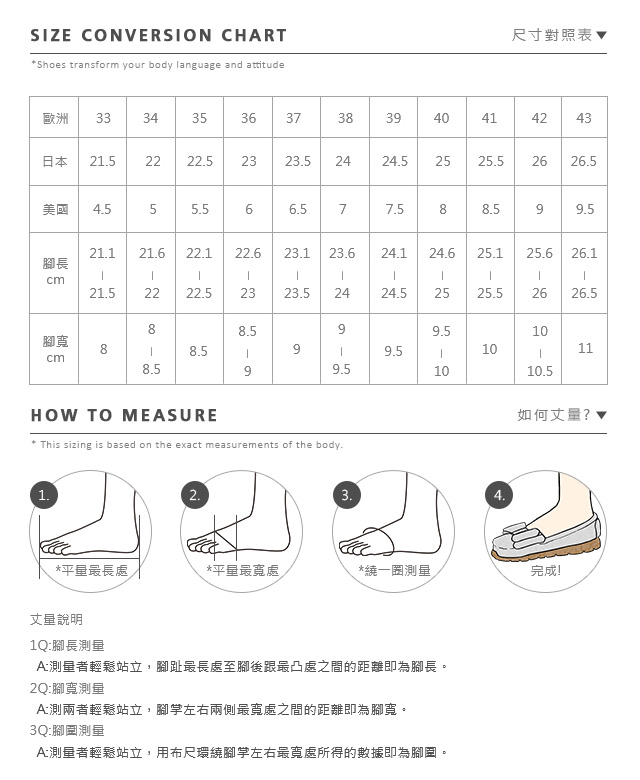 SIZE CONVERSION CHART 尺寸對照表▼
*Shoes transform your body language and attitude
歐洲 33 34 35 36 37 38 39 40 41 42 43
日本 21.5 22 22.5 23 23.5 24 24.5 25 25.5 26 26.5
美國 4.5 5 5.5 6 6.5 7 7.5 8 8.5 9 9.5
腳長 cm 21.1|21.5 21.6|22 22.1|22.5 22.6|23 23.1|23.5 23.6|24 24.1|24.5 24.6|25 25.1|25.5 25.6|26 26.1|26.5
腳寬 cm 8 8|8.5 8.5 8.5|9 9 9|9.5 9.5 9.5|10 10 10|10.5 11
HOW TO MEASURE 如何丈量?▼
* This sizing is based on the exact measurements of the body.
1. 2. 3. 4.
*平量最長處 *平量最寬處 *繞一圈測量 完成!
丈量說明
1Q:腳長測量
A:測量者輕鬆站立，腳趾最長處至腳後跟最凸處之間的距離即為腳長。
2Q:腳寬測量
A:測兩者輕鬆站立，腳掌左右兩側最寬處之間的距離即為腳寬。
3Q:腳圍測量
A:測量者輕鬆站立，用布尺環繞腳掌左右最寬處所得的數據即為腳圍。